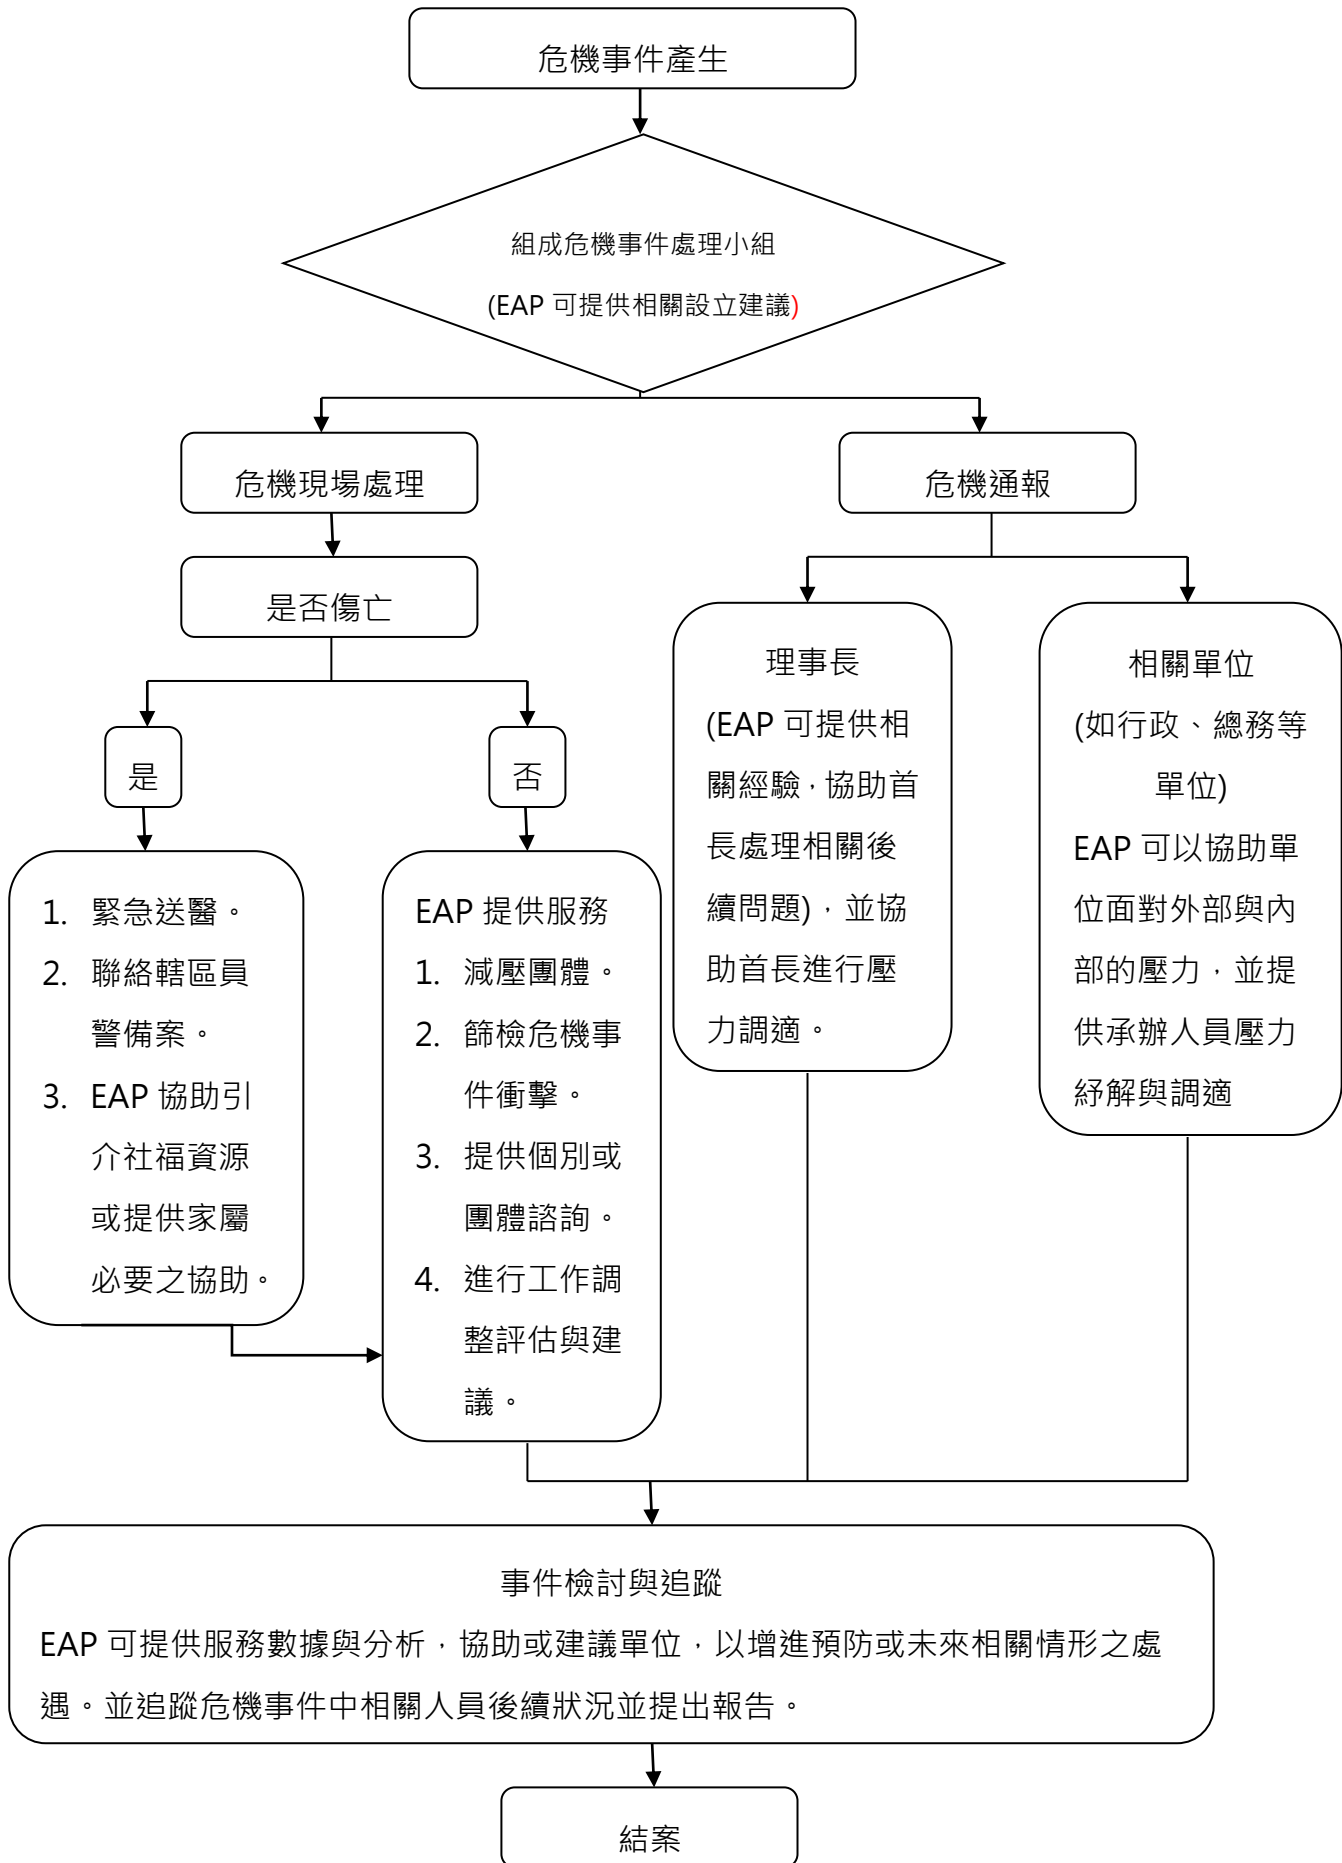 危機事件產生
組成危機事件處理小組
(EAP 可提供相關設立建議)
危機現場處理
危機通報
是否傷亡
是
否
理事長
(EAP 可提供相
關經驗，協助首
長處理相關後
續問題)，並協
助首長進行壓
力調適。
相關單位
(如行政、總務等
單位)
EAP 可以協助單
位面對外部與內
部的壓力，並提
供承辦人員壓力
紓解與調適
1. 緊急送醫。
2. 聯絡轄區員
警備案。
3. EAP 協助引
介社福資源
或提供家屬
必要之協助。
EAP 提供服務
1. 減壓團體。
2. 篩檢危機事
件衝擊。
3. 提供個別或
團體諮詢。
4. 進行工作調
整評估與建
議。
事件檢討與追蹤
EAP 可提供服務數據與分析，協助或建議單位，以增進預防或未來相關情形之處
遇。並追蹤危機事件中相關人員後續狀況並提出報告。
結案